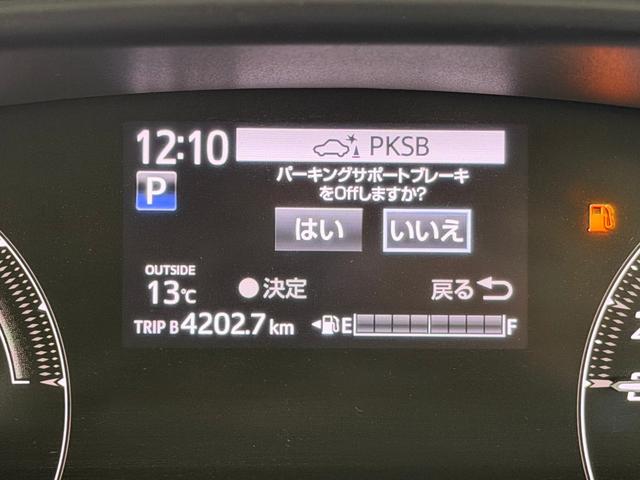 12:10
PKSB
パーキングサポートブレーキ
をOffしますか?
P
はい いいえ
OUTSIDE
13℃
●決定 戻る
TRIP B 4202.7 km
E F
2